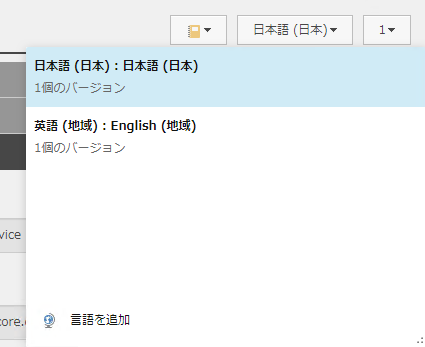 日本語 (日本)
1
日本語 (日本) : 日本語 (日本)
1個のバージョン
英語 (地域) : English (地域)
1個のバージョン
vice
core.
言語を追加